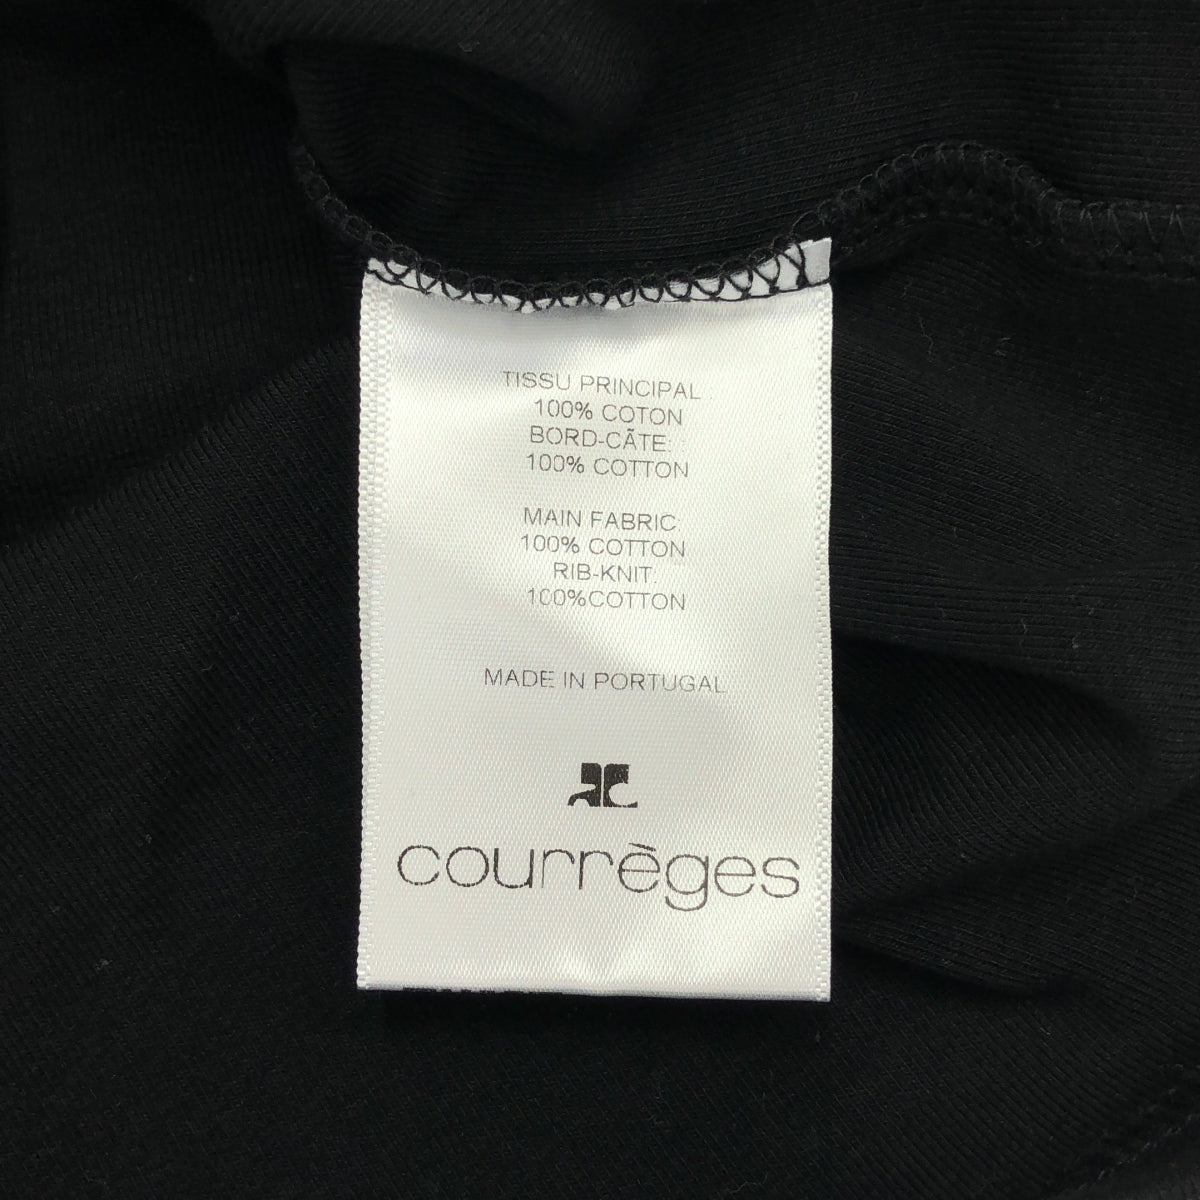 TISSU PRINCIPAL :
100% COTON
BORD-CÃTE :
100% COTTON
MAIN FABRIC:
100% COTTON
RIB-KNIT:
100%COTTON
MADE IN PORTUGAL
courrèges